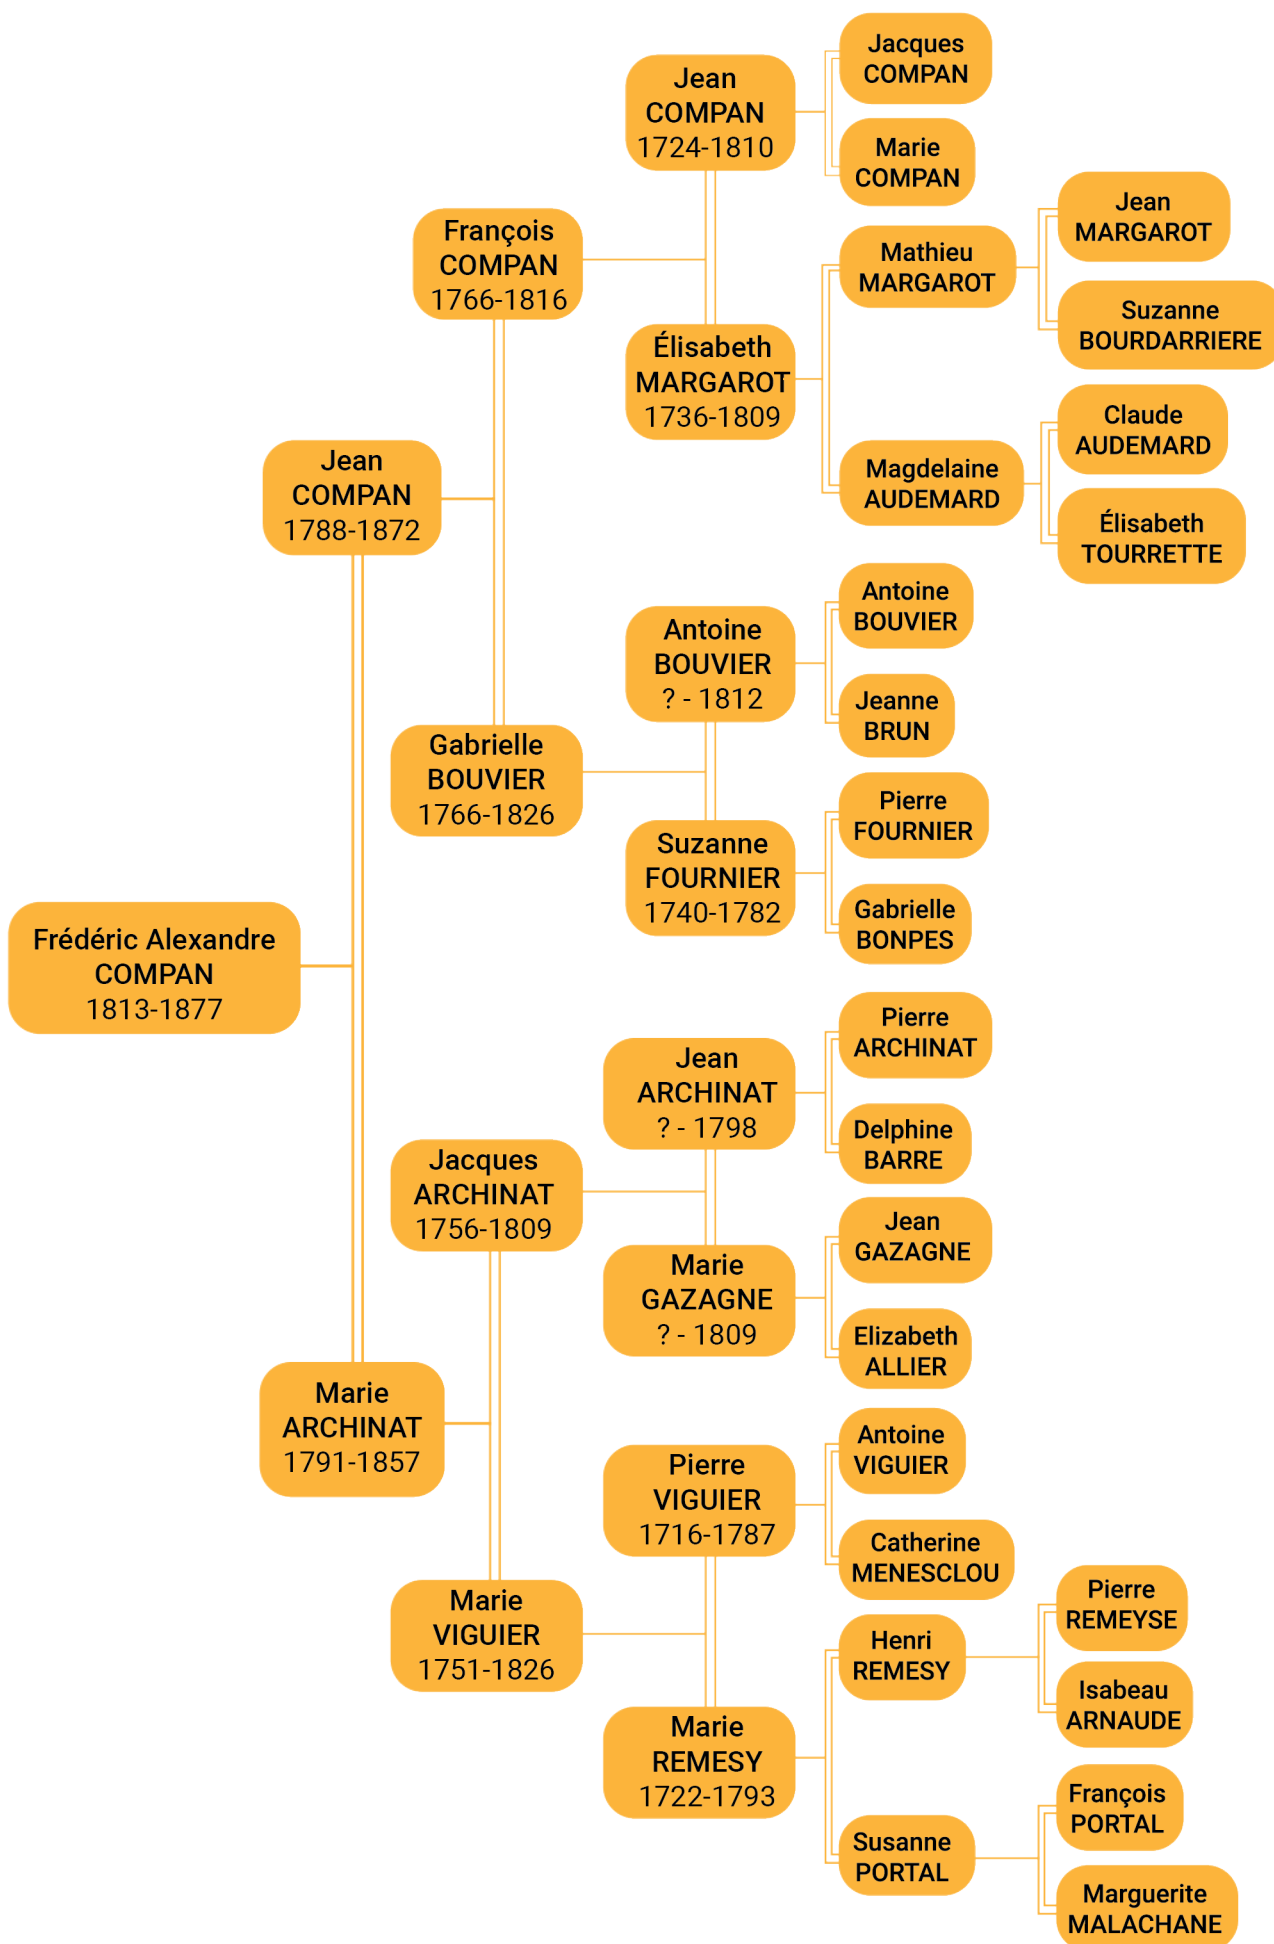 Jacques
COMPAN
Jean
COMPAN
1724-1810
Marie
COMPAN
Jean
MARGAROT
François
COMPAN
1766-1816
Mathieu
MARGAROT
Suzanne
BOURDARRIERE
Élisabeth
MARGAROT
1736-1809
Claude
AUDEMARD
Jean
COMPAN
1788-1872
Magdelaine
AUDEMARD
Élisabeth
TOURRETTE
Antoine
BOUVIER
Antoine
BOUVIER
? - 1812
Jeanne
BRUN
Gabrielle
BOUVIER
1766-1826
Pierre
FOURNIER
Suzanne
FOURNIER
1740-1782
Gabrielle
BONPES
Frédéric Alexandre
COMPAN
1813-1877
Pierre
ARCHINAT
Jean
ARCHINAT
? - 1798
Delphine
BARRE
Jacques
ARCHINAT
1756-1809
Jean
GAZAGNE
Marie
GAZAGNE
? - 1809
Elizabeth
ALLIER
Marie
ARCHINAT
1791-1857
Antoine
VIGUIER
Pierre
VIGUIER
1716-1787
Catherine
MENESCLOU
Pierre
REMEYSE
Marie
VIGUIER
1751-1826
Henri
REMESY
Isabeau
ARNAUDE
Marie
REMESY
1722-1793
François
PORTAL
Susanne
PORTAL
Marguerite
MALACHANE